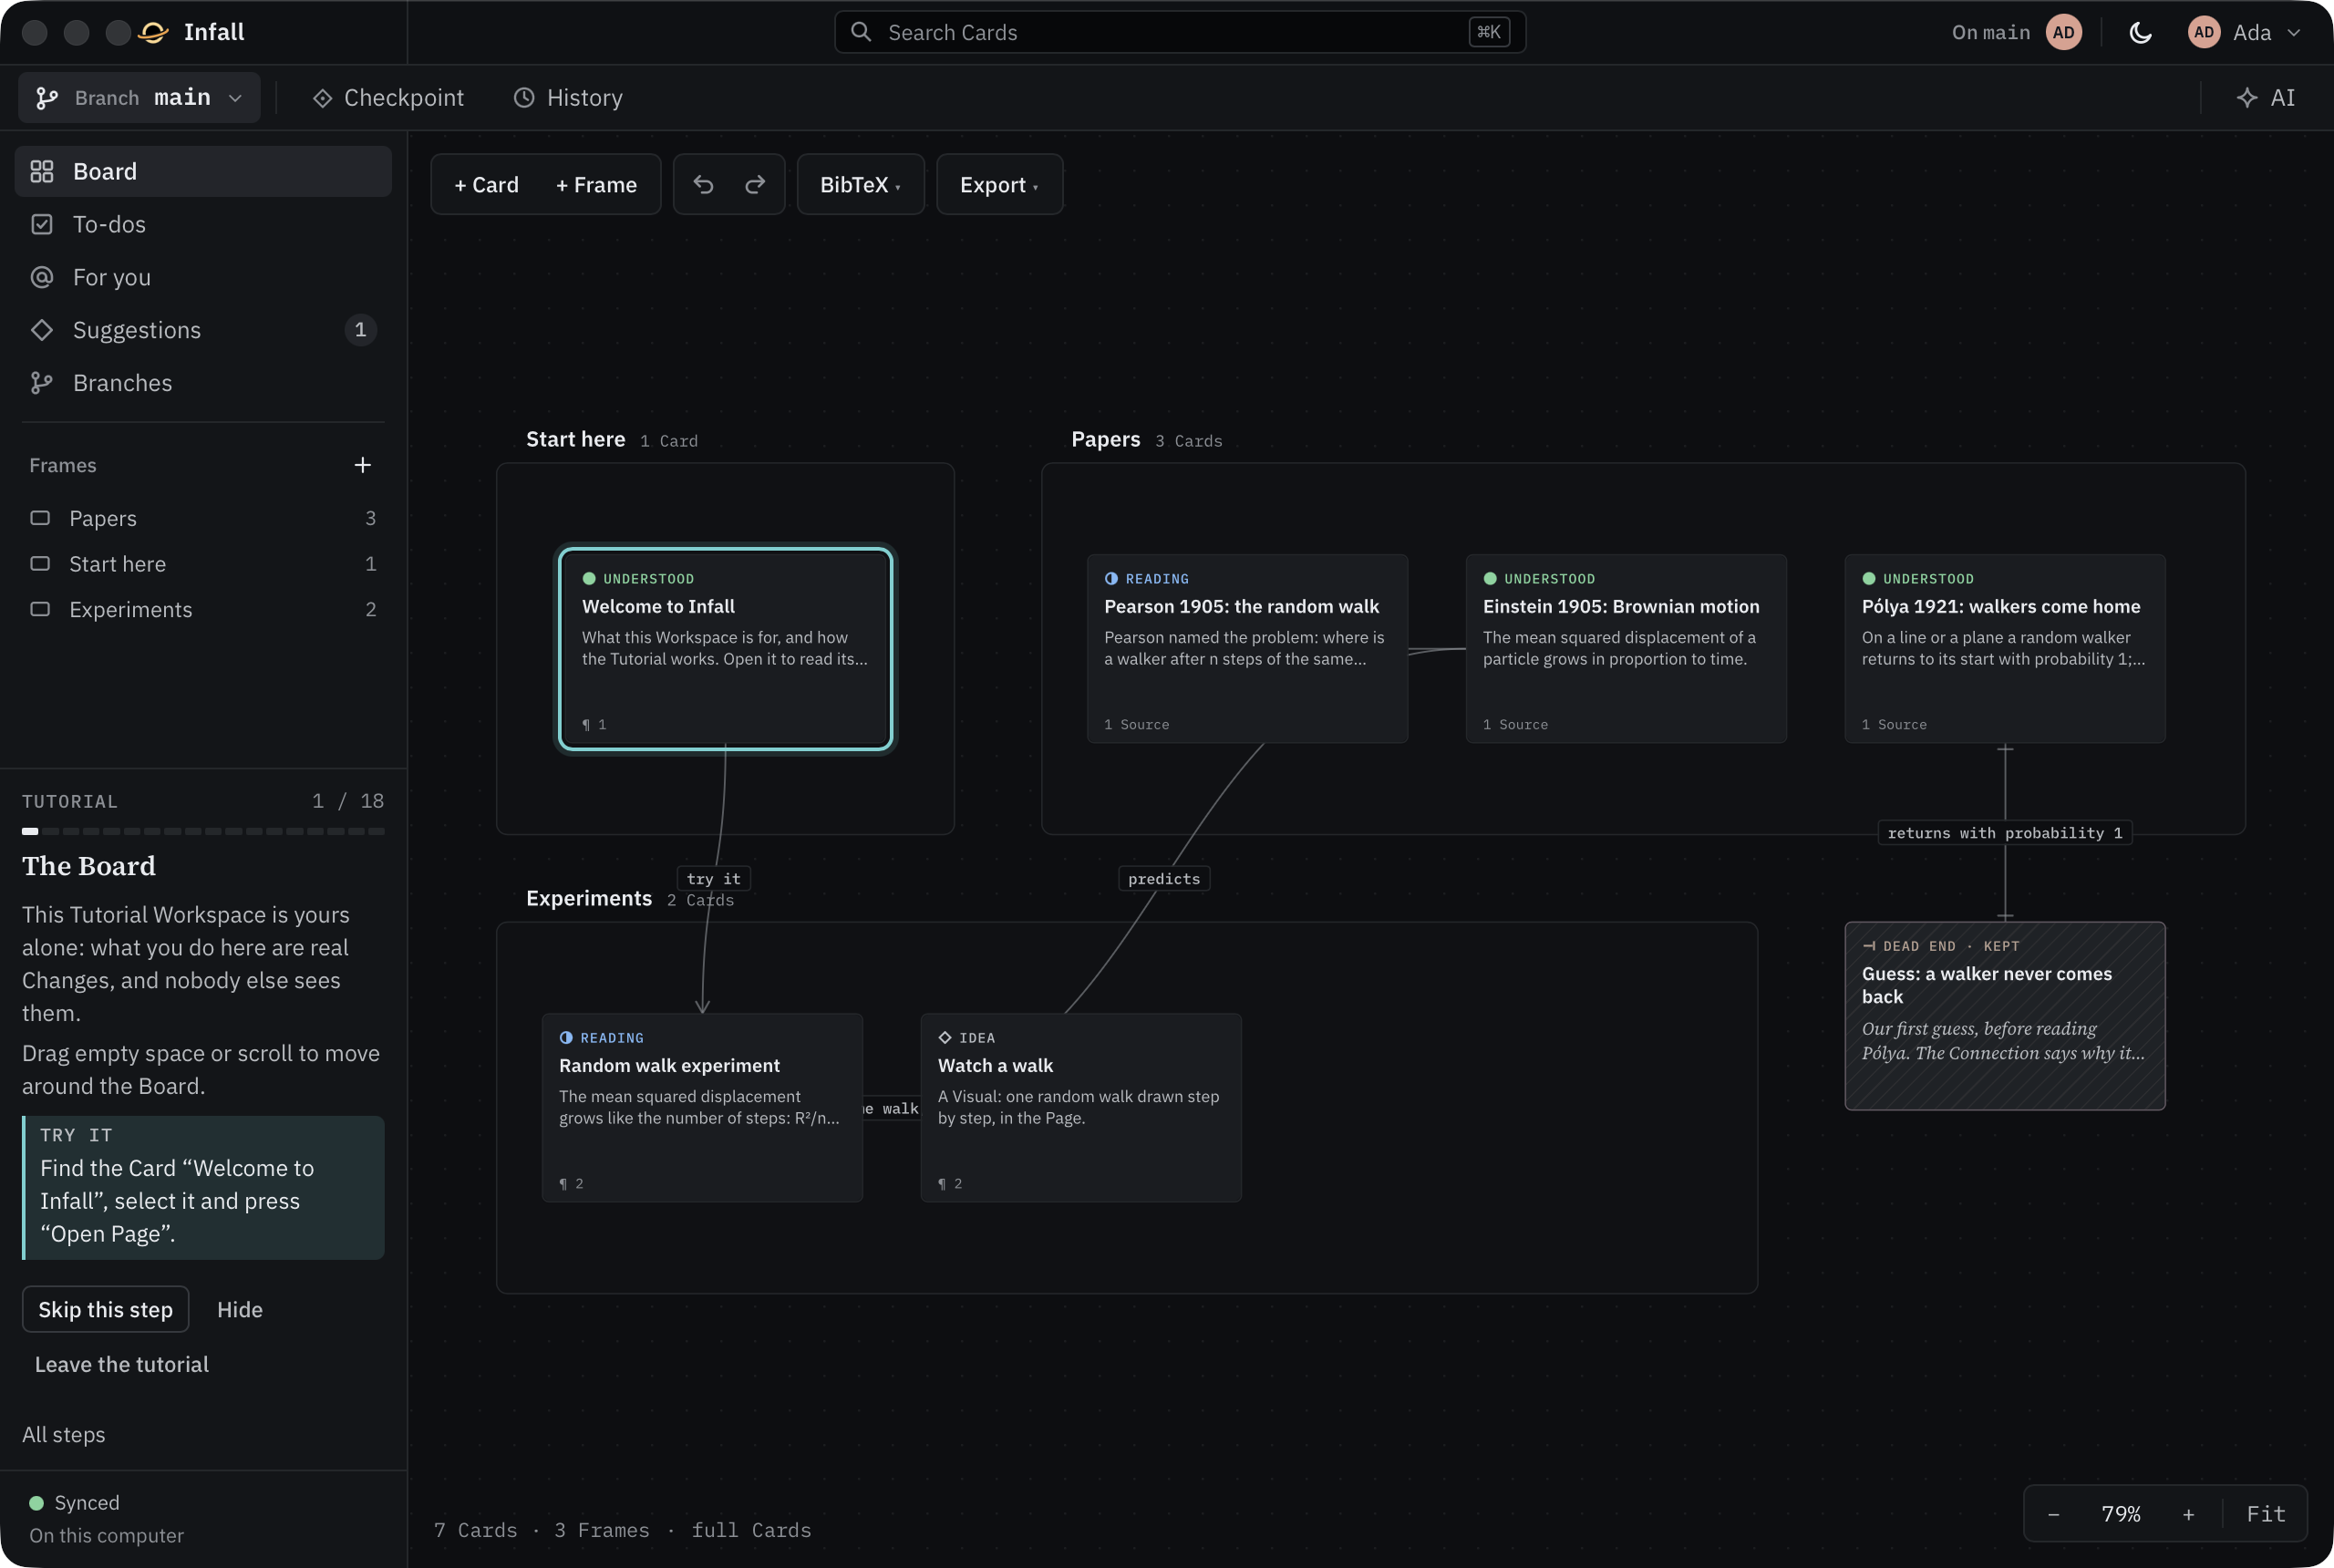 Infall
Search Cards
⌘K
On main
AD
AD
Ada
Branch main
Checkpoint
History
AI
Board
To-dos
For you
Suggestions 1
Branches
Frames +
Papers 3
Start here 1
Experiments 2
TUTORIAL 1 / 18
The Board
This Tutorial Workspace is yours
alone: what you do here are real
Changes, and nobody else sees
them.
Drag empty space or scroll to move
around the Board.
TRY IT
Find the Card “Welcome to
Infall”, select it and press
“Open Page”.
Skip this step
Hide
Leave the tutorial
All steps
Synced
On this computer
+ Card
+ Frame
BibTeX
Export
Start here 1 Card
UNDERSTOOD
Welcome to Infall
What this Workspace is for, and how
the Tutorial works. Open it to read its...
¶ 1
Papers 3 Cards
READING
Pearson 1905: the random walk
Pearson named the problem: where is
a walker after n steps of the same...
1 Source
UNDERSTOOD
Einstein 1905: Brownian motion
The mean squared displacement of a
particle grows in proportion to time.
1 Source
UNDERSTOOD
Pólya 1921: walkers come home
On a line or a plane a random walker
returns to its start with probability 1;...
1 Source
try it
predicts
returns with probability 1
Experiments 2 Cards
READING
Random walk experiment
The mean squared displacement
grows like the number of steps: R²/n...
¶ 2
walk
IDEA
Watch a walk
A Visual: one random walk drawn step
by step, in the Page.
¶ 2
DEAD END · KEPT
Guess: a walker never comes
back
Our first guess, before reading
Pólya. The Connection says why it...
7 Cards · 3 Frames · full Cards
− 79% + Fit